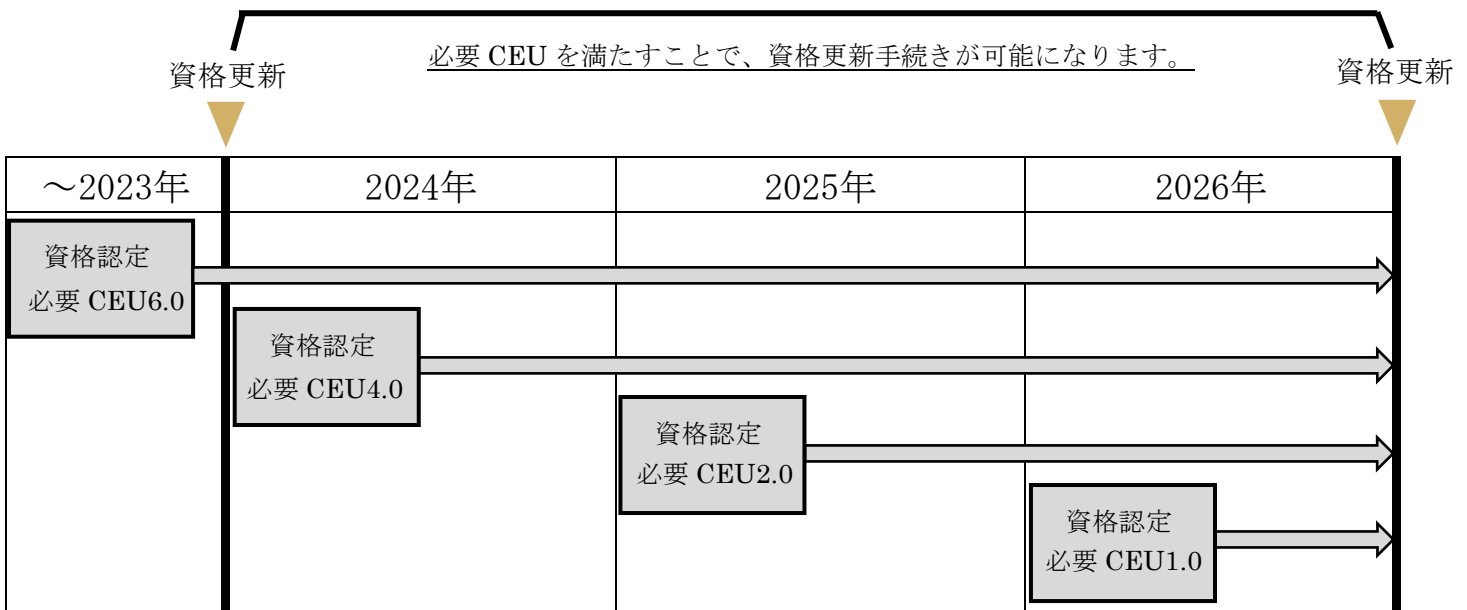 必要 CEU を満たすことで、資格更新手続きが可能になります。
資格更新
資格更新
～2023年
2024年
2025年
2026年
資格認定
必要 CEU6.0
資格認定
必要 CEU4.0
資格認定
必要 CEU2.0
資格認定
必要 CEU1.0